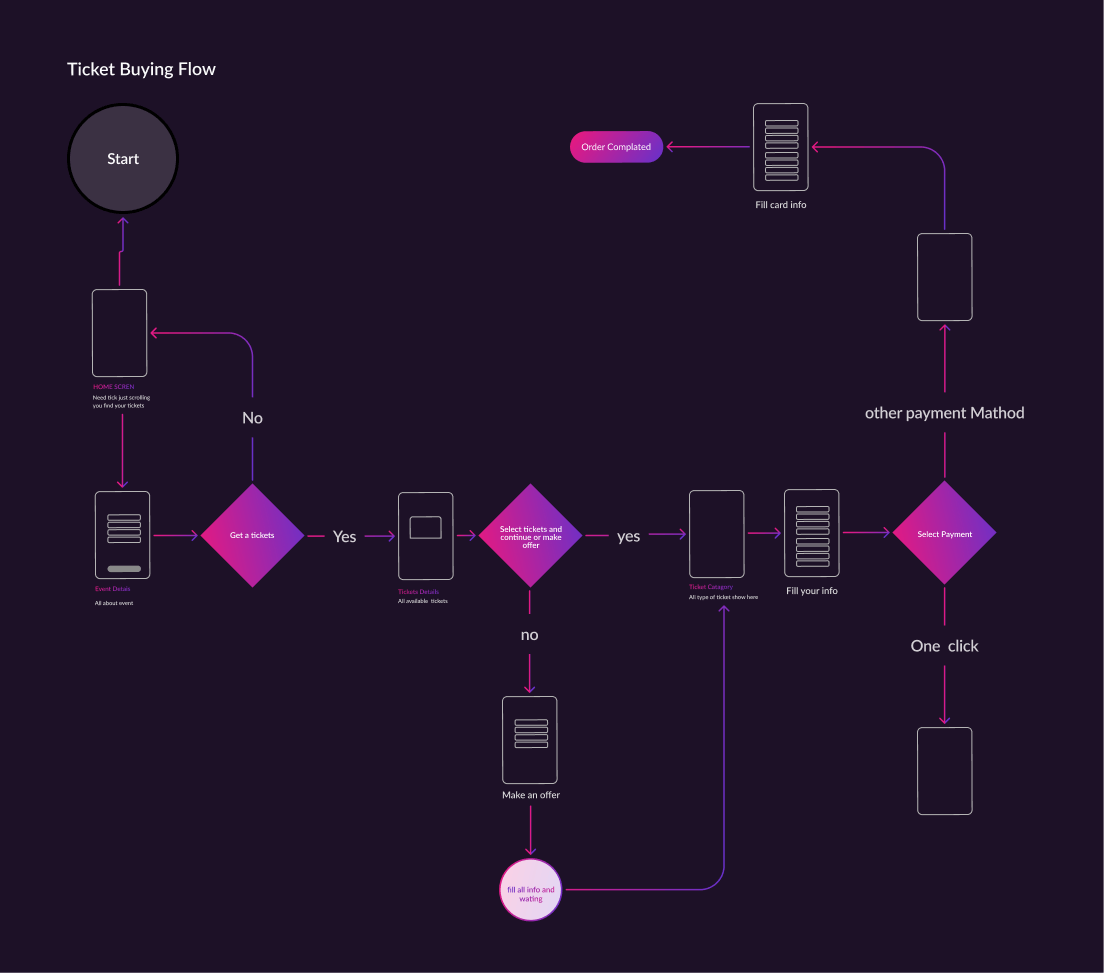 Ticket Buying Flow
Start
Order Complated
Fill card info
HOME SCREN
Need tick just scrolling
you find your tickets
No
other payment Mathod
Get a tickets
Yes
Select tickets and
continue or make
offer
yes
Select Payment
Event Detals
All about event
Tickets Details
All available tickets
Ticket Catagory
All type of ticket show here
Fill your info
no
One click
Make an offer
fill all info and
wating